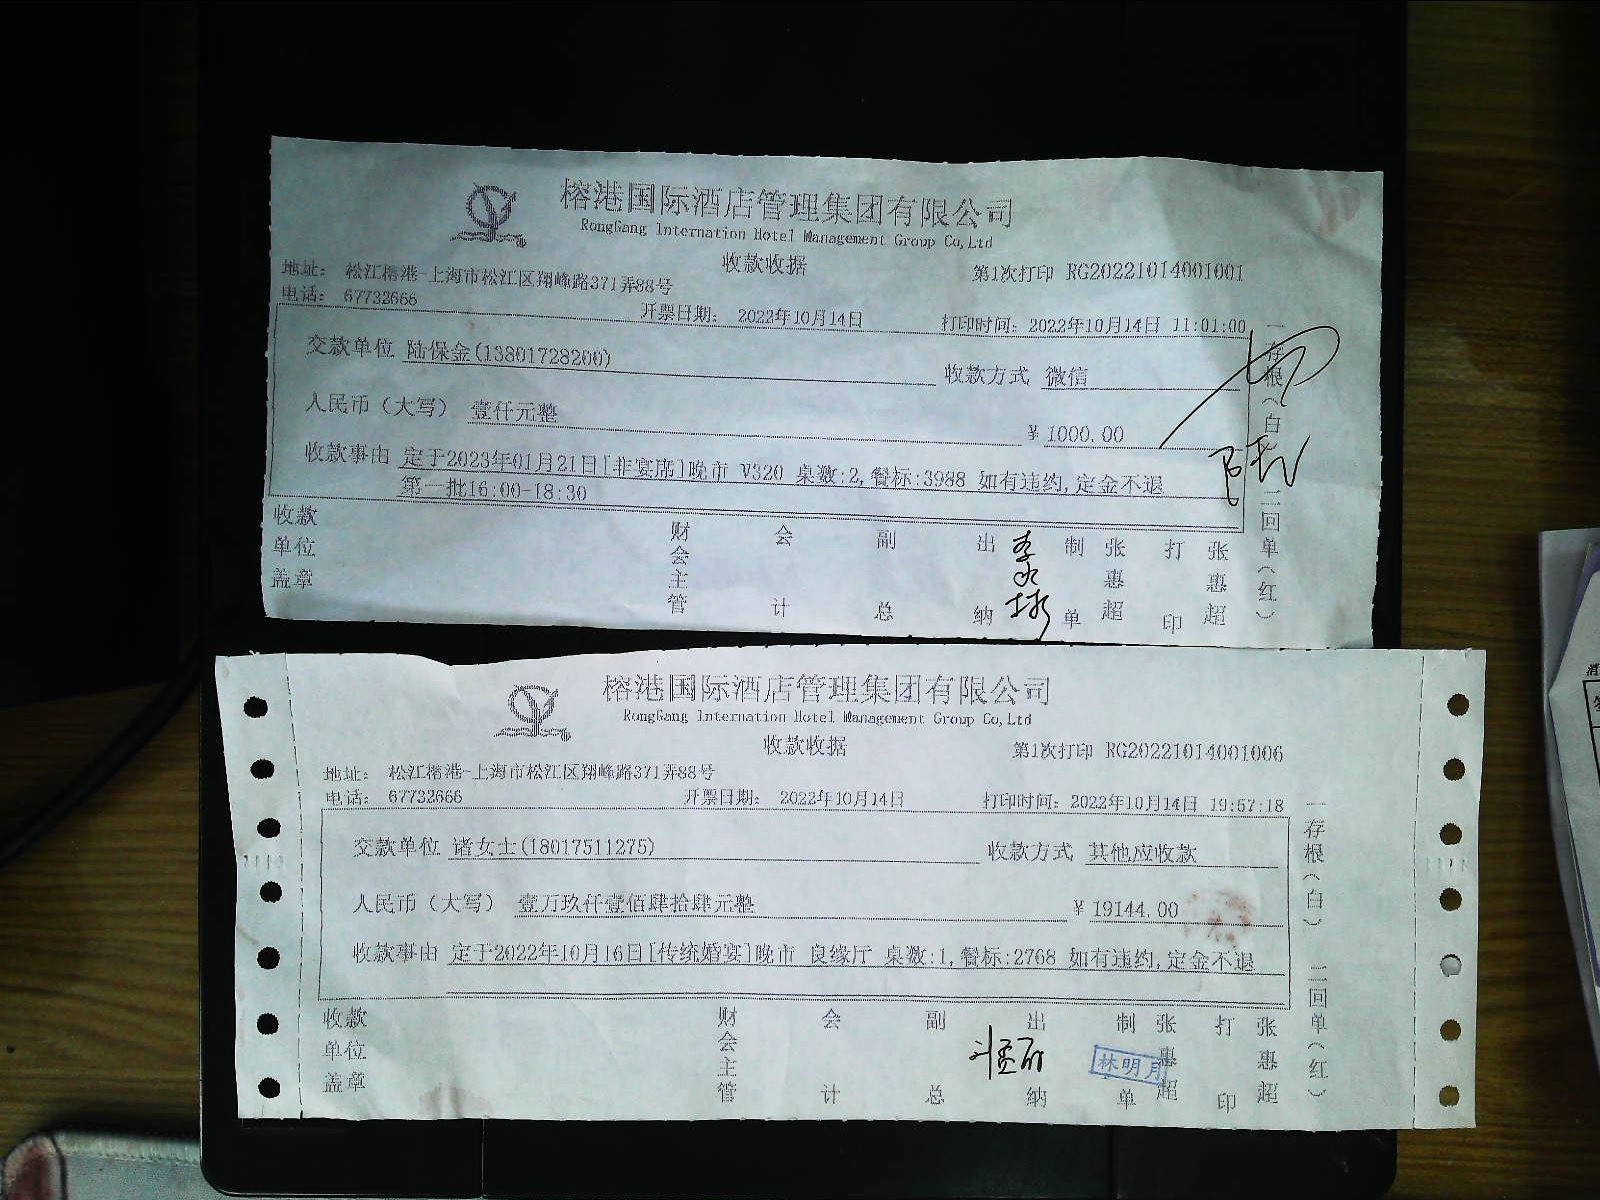 榕港国际酒店管理集团有限公司
RongGang Internation Hotel Management Group Co,Ltd
收款收据
第1次打印 RG20221014001001
地址: 松江榕港-上海市松江区翔峰路371弄88号
电话: 67732666
开票日期: 2022年10月14日
打印时间: 2022年10月14日 11:01:00
交款单位 陆保金(13801728200)
收款方式 微信
人民币(大写) 壹仟元整
¥ 1000.00
收款事由 定于2023年01月21日[非宴席]晚市 V320 桌数:2,餐标:3988 如有违约,定金不退
第一批16:00-18:30
一存根(白) 二回单(红)
收款单位盖章
财会主管
会计
副总
出纳
制单 张惠超
打印 张惠超
榕港国际酒店管理集团有限公司
RongGang Internation Hotel Management Group Co,Ltd
收款收据
第1次打印 RG20221014001006
地址: 松江榕港-上海市松江区翔峰路371弄88号
电话: 67732666
开票日期: 2022年10月14日
打印时间: 2022年10月14日 19:57:18
交款单位 诸女士(18017511275)
收款方式 其他应收款
人民币(大写) 壹万玖仟壹佰肆拾肆元整
¥ 19144.00
收款事由 定于2022年10月16日[传统婚宴]晚市 良缘厅 桌数:1,餐标:2768 如有违约,定金不退
一存根(白) 二回单(红)
收款单位盖章
财会主管
会计
副总
出纳
制单 张惠超
林明月
打印 张惠超